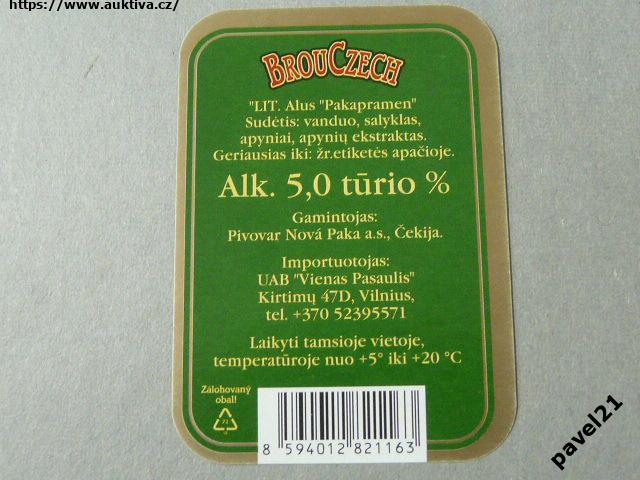 https://www.auktiva.cz/
BROUCZECH
"LIT. Alus "Pakapramen"
Sudėtis: vanduo, salyklas,
apyniai, apynių ekstraktas.
Geriausias iki: žr.etiketės apačioje.
Alk. 5,0 tūrio %
Gamintojas:
Pivovar Nová Paka a.s., Čekija.
Importuotojas:
UAB "Vienas Pasaulis"
Kirtimų 47D, Vilnius,
tel. +370 52395571
Laikyti tamsioje vietoje,
temperatūroje nuo +5° iki +20 °C
Zálohovaný
obal!
8 594012 821163
pavel21